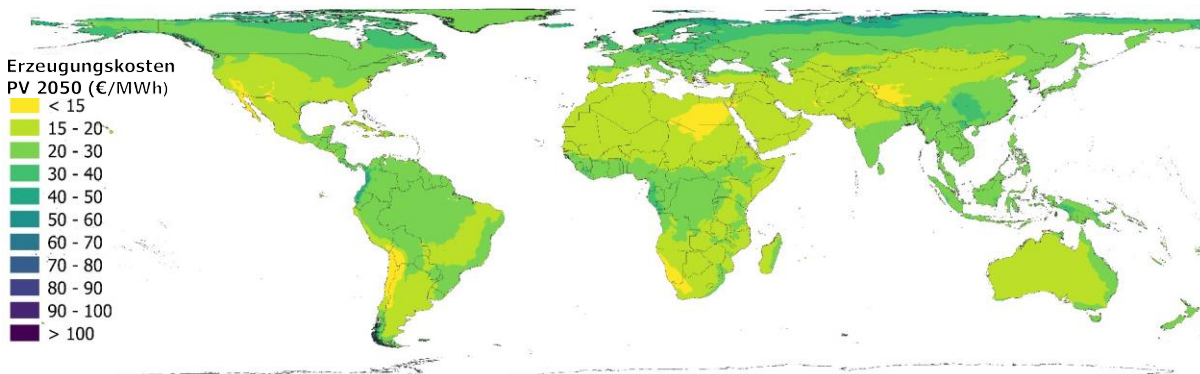 Erzeugungskosten
PV 2050 (€/MWh)
< 15
15 - 20
20 - 30
30 - 40
40 - 50
50 - 60
60 - 70
70 - 80
80 - 90
90 - 100
> 100